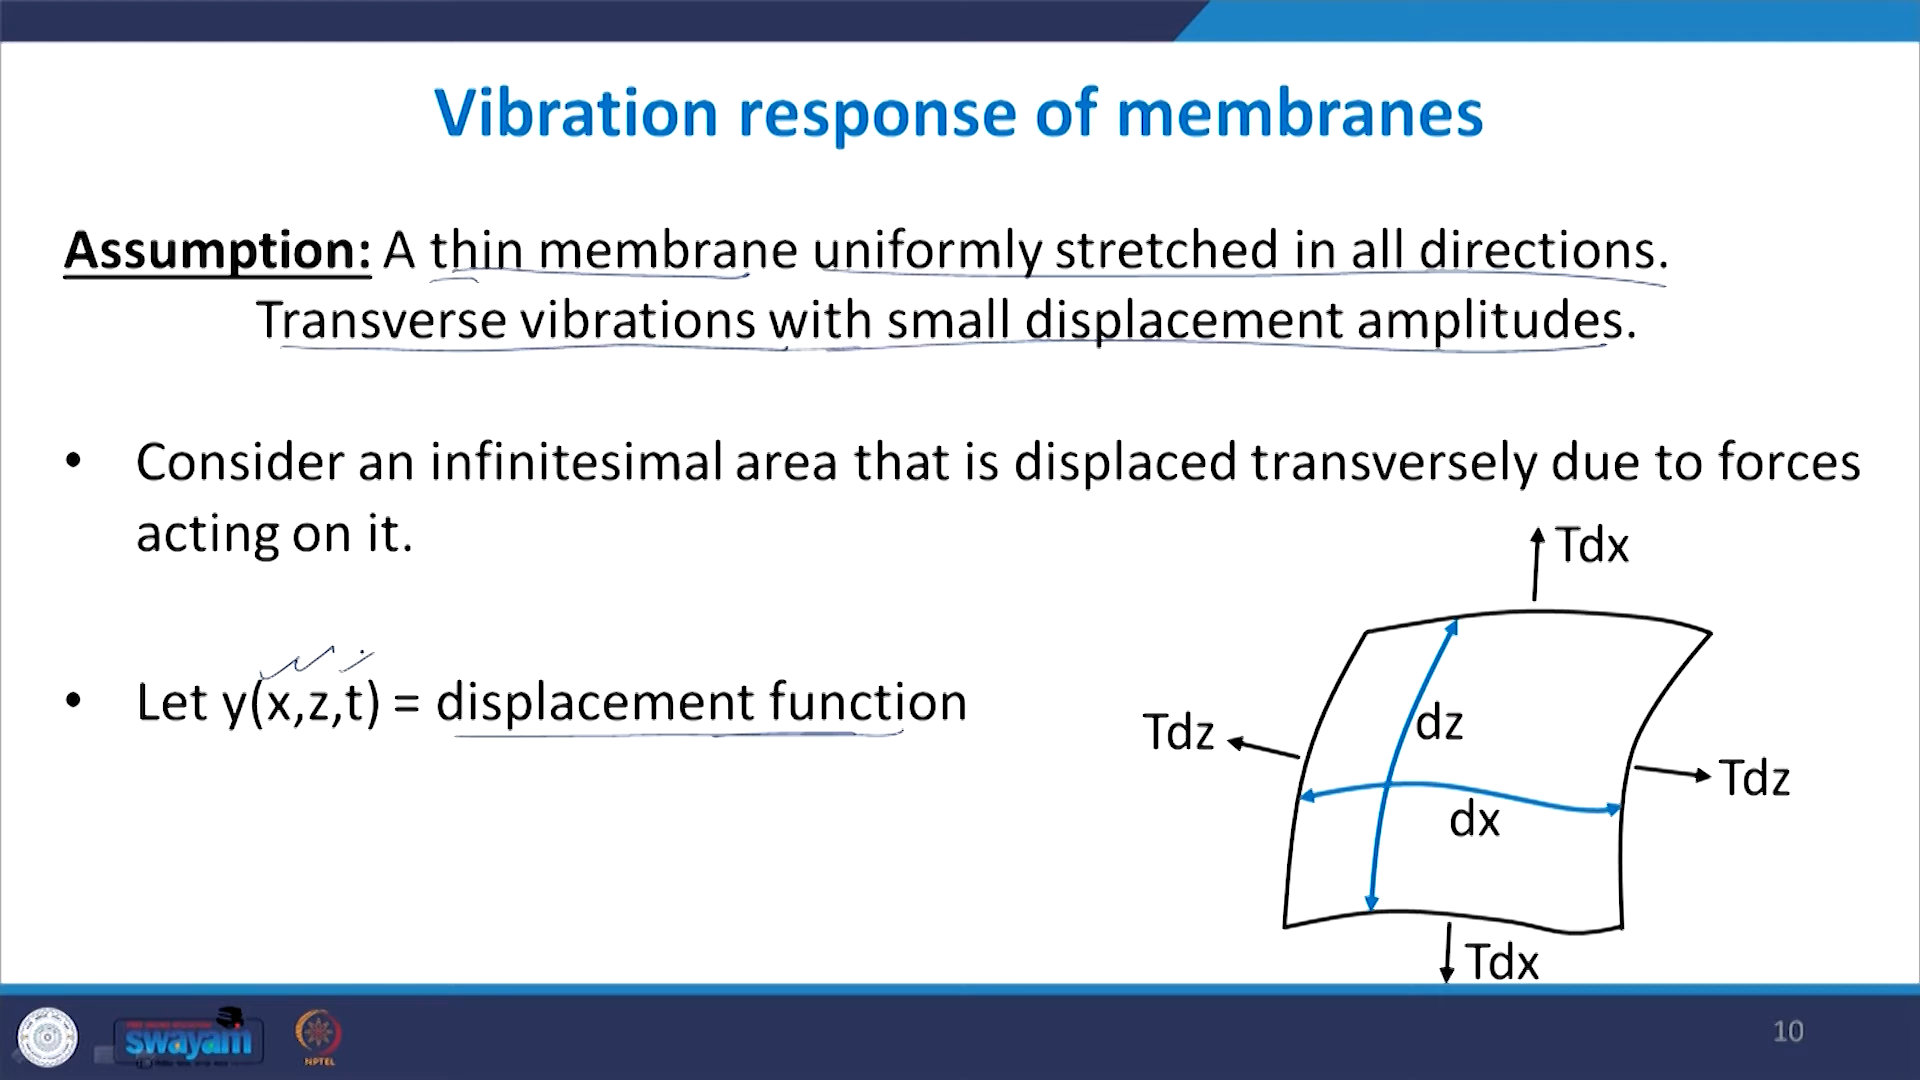 Vibration response of membranes
Assumption: A thin membrane uniformly stretched in all directions.
Transverse vibrations with small displacement amplitudes.
• Consider an infinitesimal area that is displaced transversely due to forces
acting on it.
Tdx
• Let y(x,z,t) = displacement function
Tdz
dz
Tdz
dx
Tdx
swayam
NPTEL
10